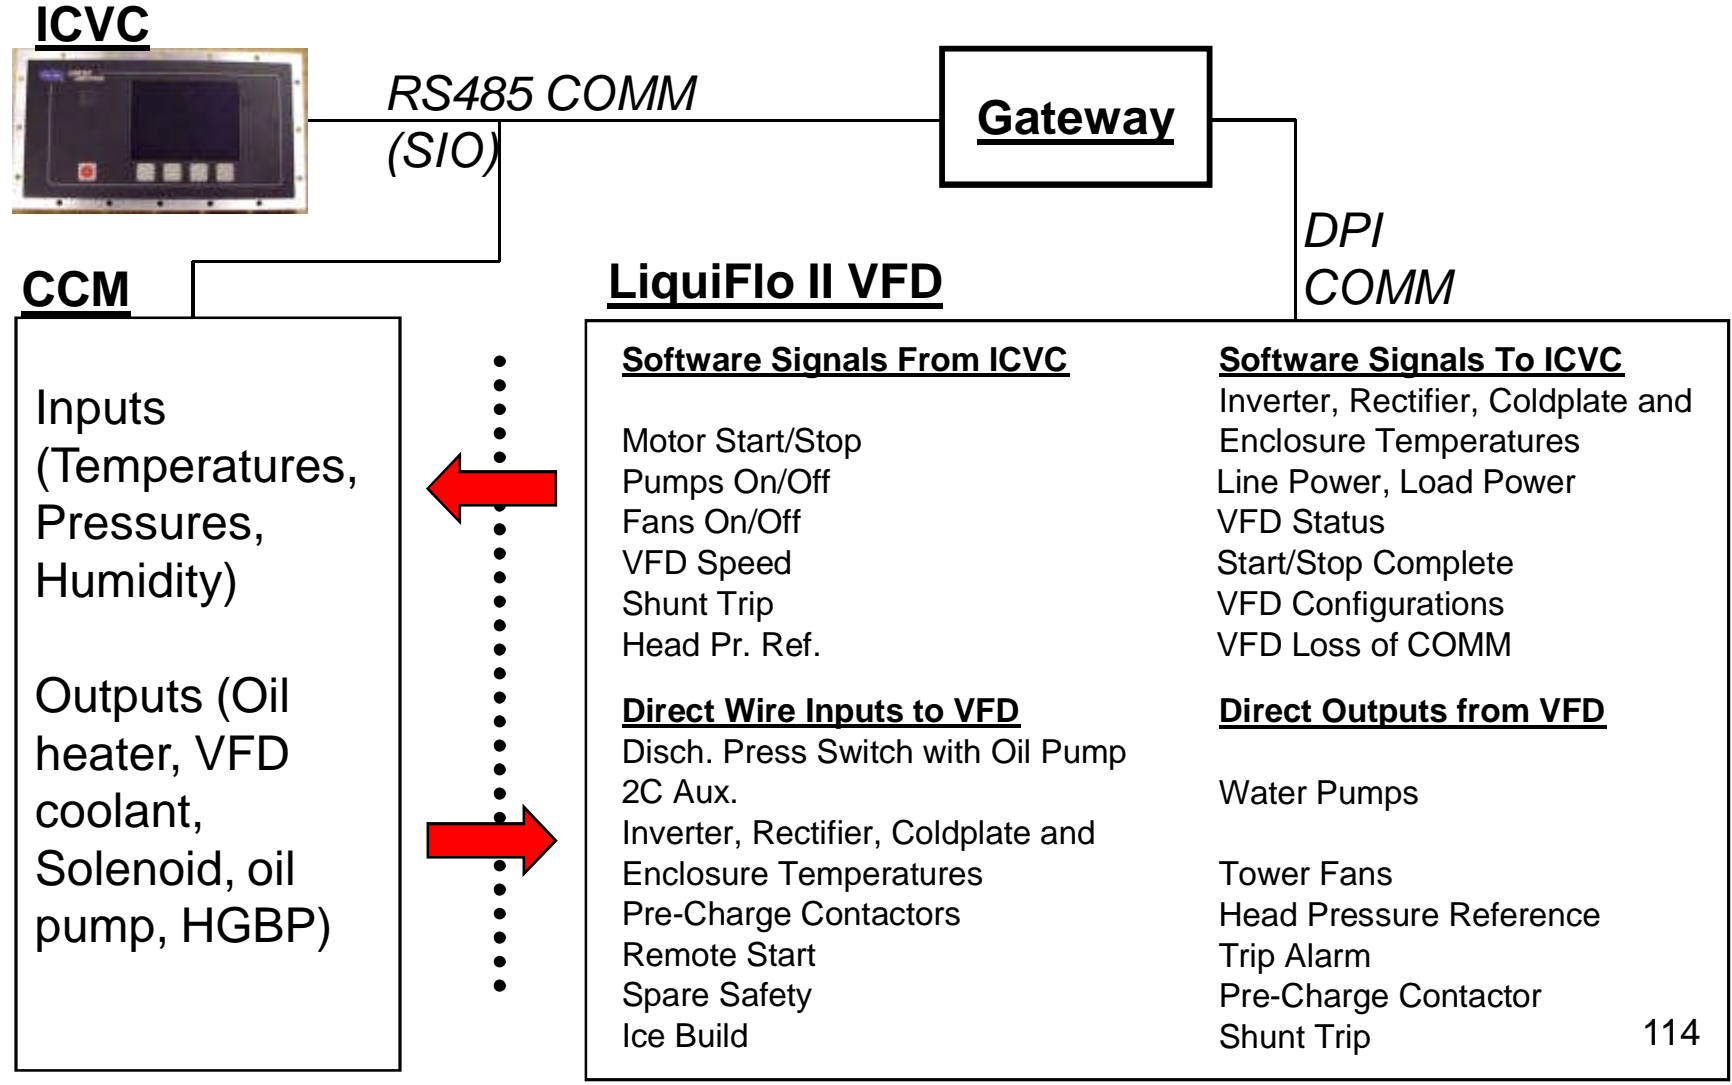 ICVC
RS485 COMM
(SIO)
Gateway
DPI
COMM
CCM
Inputs
(Temperatures,
Pressures,
Humidity)
Outputs (Oil
heater, VFD
coolant,
Solenoid, oil
pump, HGBP)
LiquiFlo II VFD
Software Signals From ICVC
Motor Start/Stop
Pumps On/Off
Fans On/Off
VFD Speed
Shunt Trip
Head Pr. Ref.
Software Signals To ICVC
Inverter, Rectifier, Coldplate and
Enclosure Temperatures
Line Power, Load Power
VFD Status
Start/Stop Complete
VFD Configurations
VFD Loss of COMM
Direct Wire Inputs to VFD
Disch. Press Switch with Oil Pump
2C Aux.
Inverter, Rectifier, Coldplate and
Enclosure Temperatures
Pre-Charge Contactors
Remote Start
Spare Safety
Ice Build
Direct Outputs from VFD
Water Pumps
Tower Fans
Head Pressure Reference
Trip Alarm
Pre-Charge Contactor
Shunt Trip
114